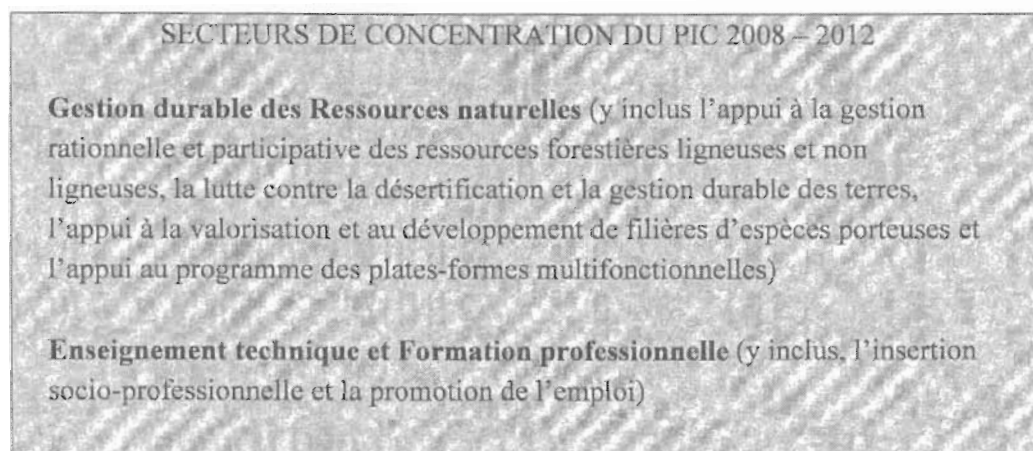 SECTEURS DE CONCENTRATION DU PIC 2008 – 2012
Gestion durable des Ressources naturelles (y inclus l'appui à la gestion
rationnelle et participative des ressources forestières ligneuses et non
ligneuses, la lutte contre la désertification et la gestion durable des terres,
l'appui à la valorisation et au développement de filières d'espèces porteuses et
l'appui au programme des plates-formes multifonctionnelles)
Enseignement technique et Formation professionnelle (y inclus, l'insertion
socio-professionnelle et la promotion de l'emploi)